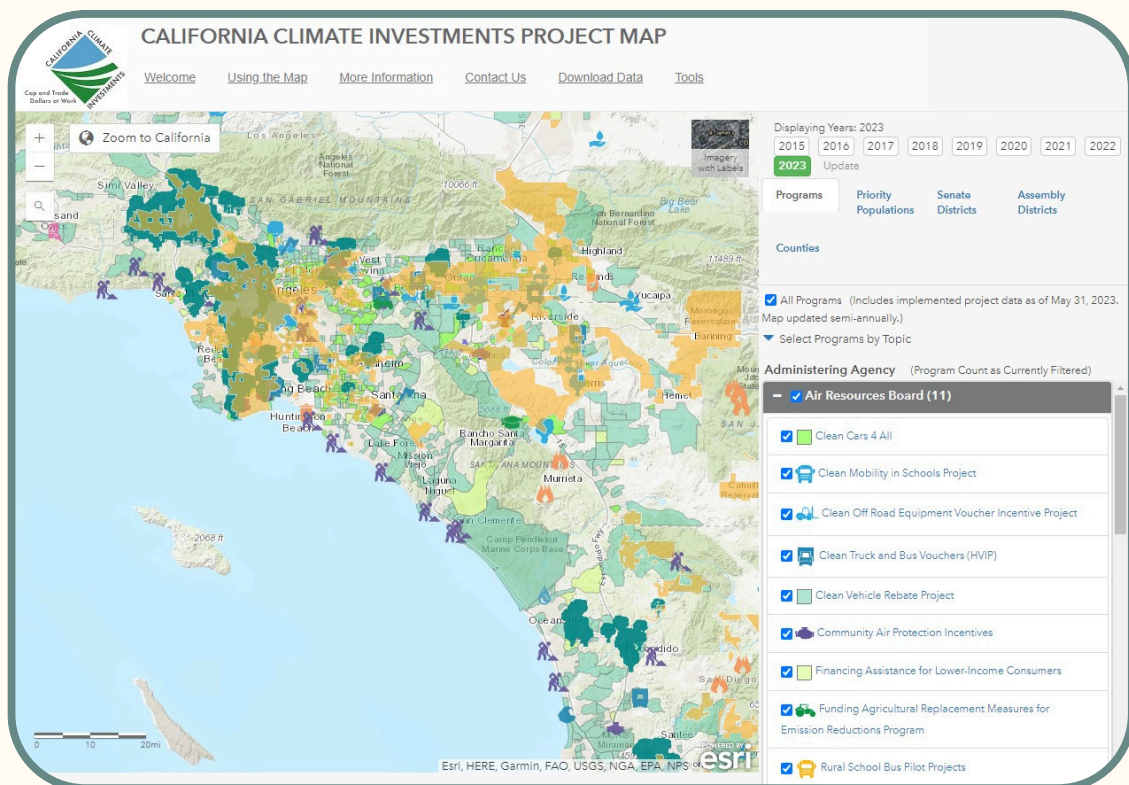 CALIFORNIA CLIMATE
INVESTMENTS
Cap and Trade
Dollars at Work
CALIFORNIA CLIMATE INVESTMENTS PROJECT MAP
Welcome Using the Map More Information Contact Us Download Data Tools
+
Zoom to California
−
Imagery
with Labels
Los Angeles
Angeles
National
Forest
10066 ft
Simi Valley
SAN GABRIEL MOUNTAINS
Big Bear
Lake
San Bernardino
National Forest
Highland
11489 ft
Yucaipa
Riverside
Morongo
Reservation
Banning
Hemet
Huntington
Beach
Lake Forest
Mission
Viejo
Laguna
Niguel
5688 ft
Rancho Santa
Margarita
SANTA ANA MOUNT
Murrieta
Camp Pendleton
Marine Corps Base
2068 ft
San Diego
Miramar
Santee
0 10 20mi
POWERED BY
esri
Esri, HERE, Garmin, FAO, USGS, NGA, EPA, NPS
Displaying Years: 2023
2015 2016 2017 2018 2019 2020 2021 2022
2023 Update
Programs Priority Populations Senate Districts Assembly Districts
Counties
All Programs (Includes implemented project data as of May 31, 2023.
Map updated semi-annually.)
Select Programs by Topic
Administering Agency (Program Count as Currently Filtered)
− Air Resources Board (11)
Clean Cars 4 All
Clean Mobility in Schools Project
Clean Off Road Equipment Voucher Incentive Project
Clean Truck and Bus Vouchers (HVIP)
Clean Vehicle Rebate Project
Community Air Protection Incentives
Financing Assistance for Lower-Income Consumers
Funding Agricultural Replacement Measures for
Emission Reductions Program
Rural School Bus Pilot Projects